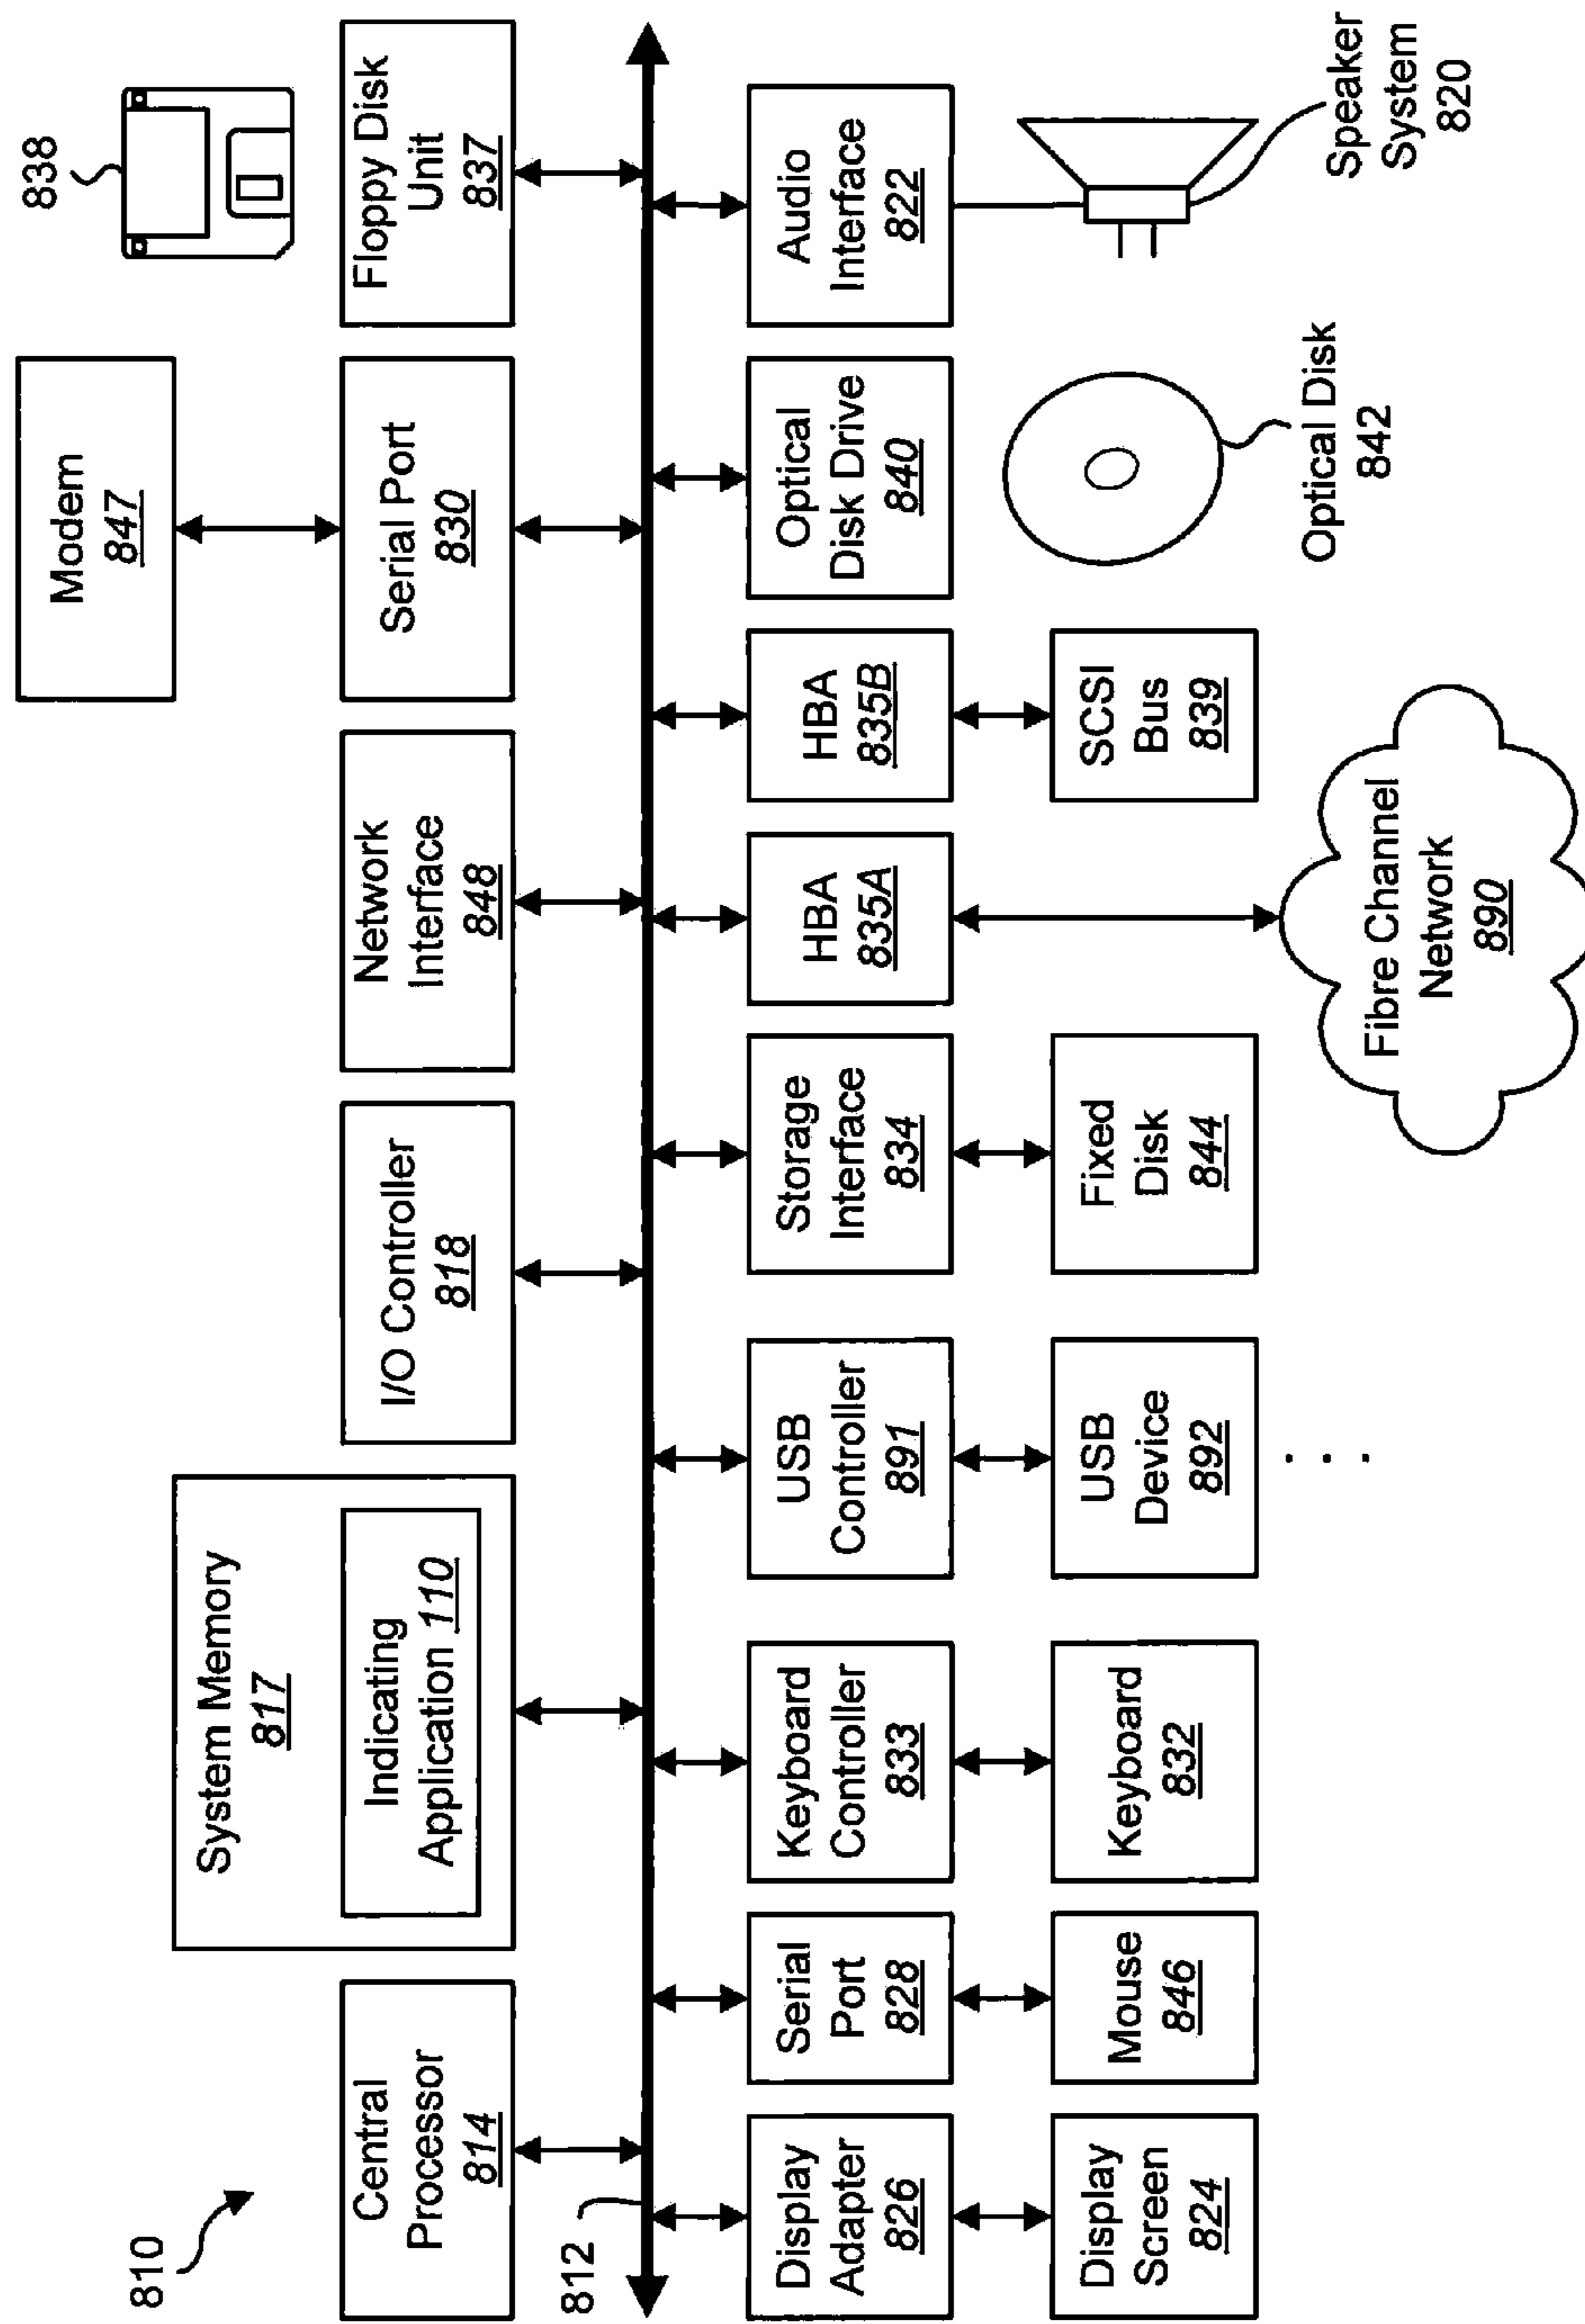 810
Central
Processor
814
System Memory
817
Indicating
Application 110
I/O Controller
818
Network
Interface
848
Modem
847
Serial Port
830
838
Floppy Disk
Unit
837
812
Display
Adapter
826
Serial
Port
828
Keyboard
Controller
833
USB
Controller
891
Storage
Interface
834
HBA
835A
HBA
835B
Optical
Disk Drive
840
Audio
Interface
822
Display
Screen
824
Mouse
846
Keyboard
832
USB
Device
892
. . .
Fixed
Disk
844
Fibre Channel
Network
890
SCSI
Bus
839
Optical Disk
842
Speaker
System
820